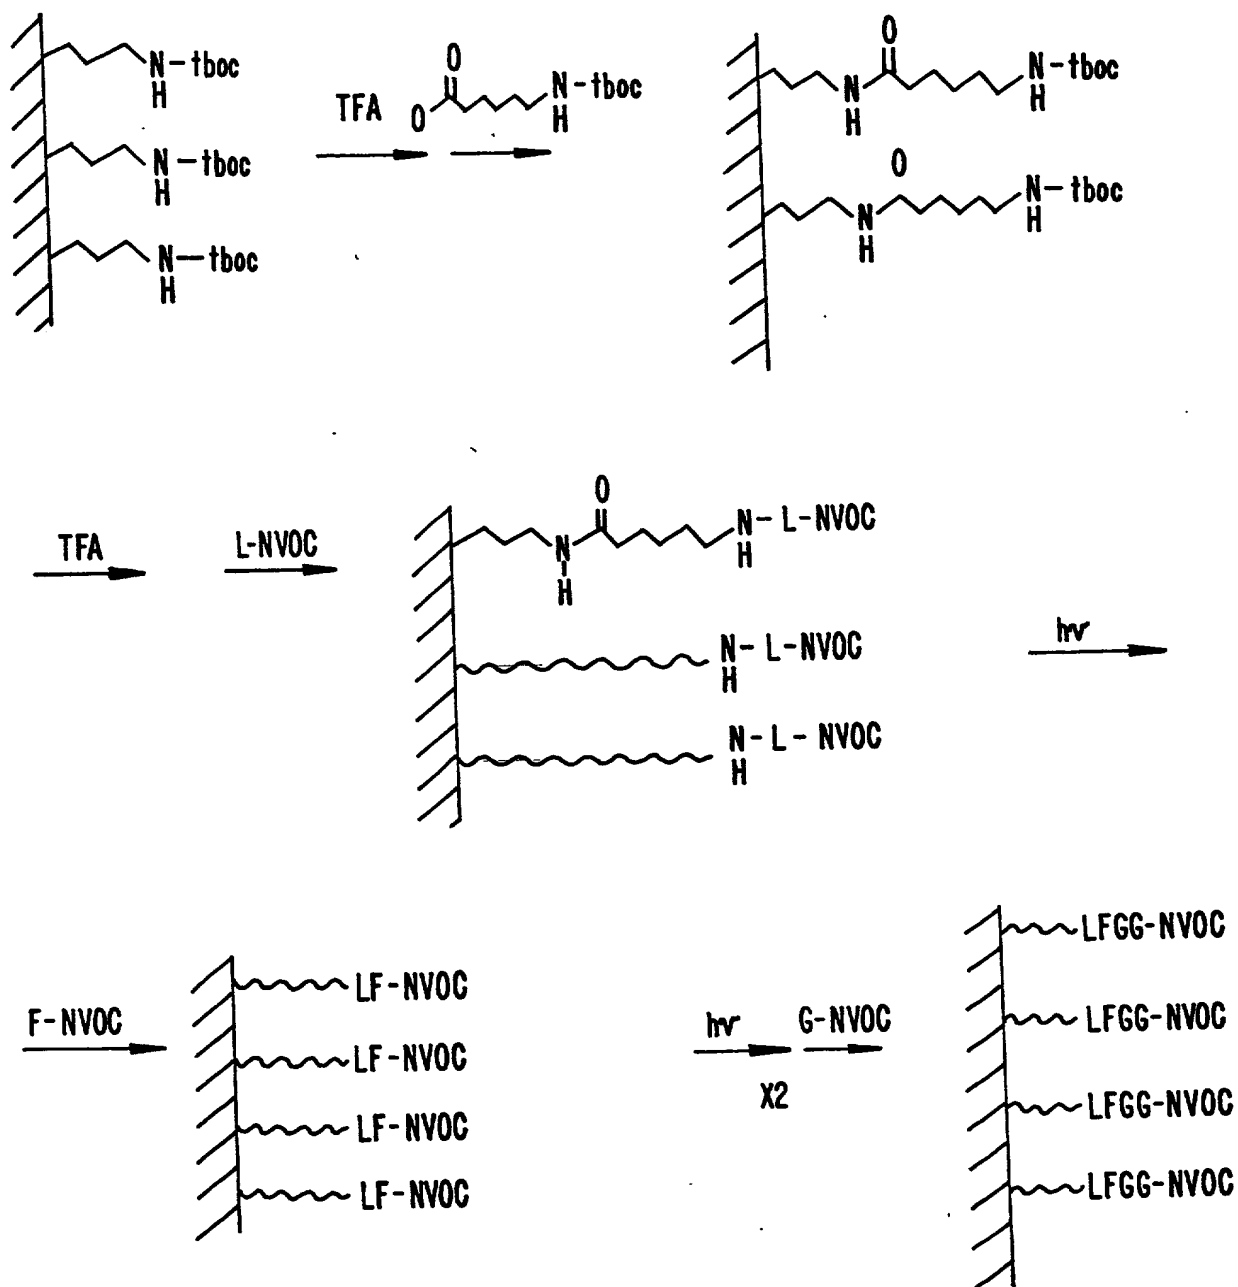 O
N-tboc
H
N-tboc
H
N-tboc
H
TFA
O
O
N-tboc
H
O
N
H
N-tboc
H
O
N
H
N-tboc
H
TFA
L-NVOC
O
N
H
N- L-NVOC
H
N- L-NVOC
H
N-L- NVOC
H
hν
F-NVOC
LF-NVOC
LF-NVOC
LF-NVOC
LF-NVOC
hν
G-NVOC
X2
LFGG-NVOC
LFGG-NVOC
LFGG-NVOC
LFGG-NVOC